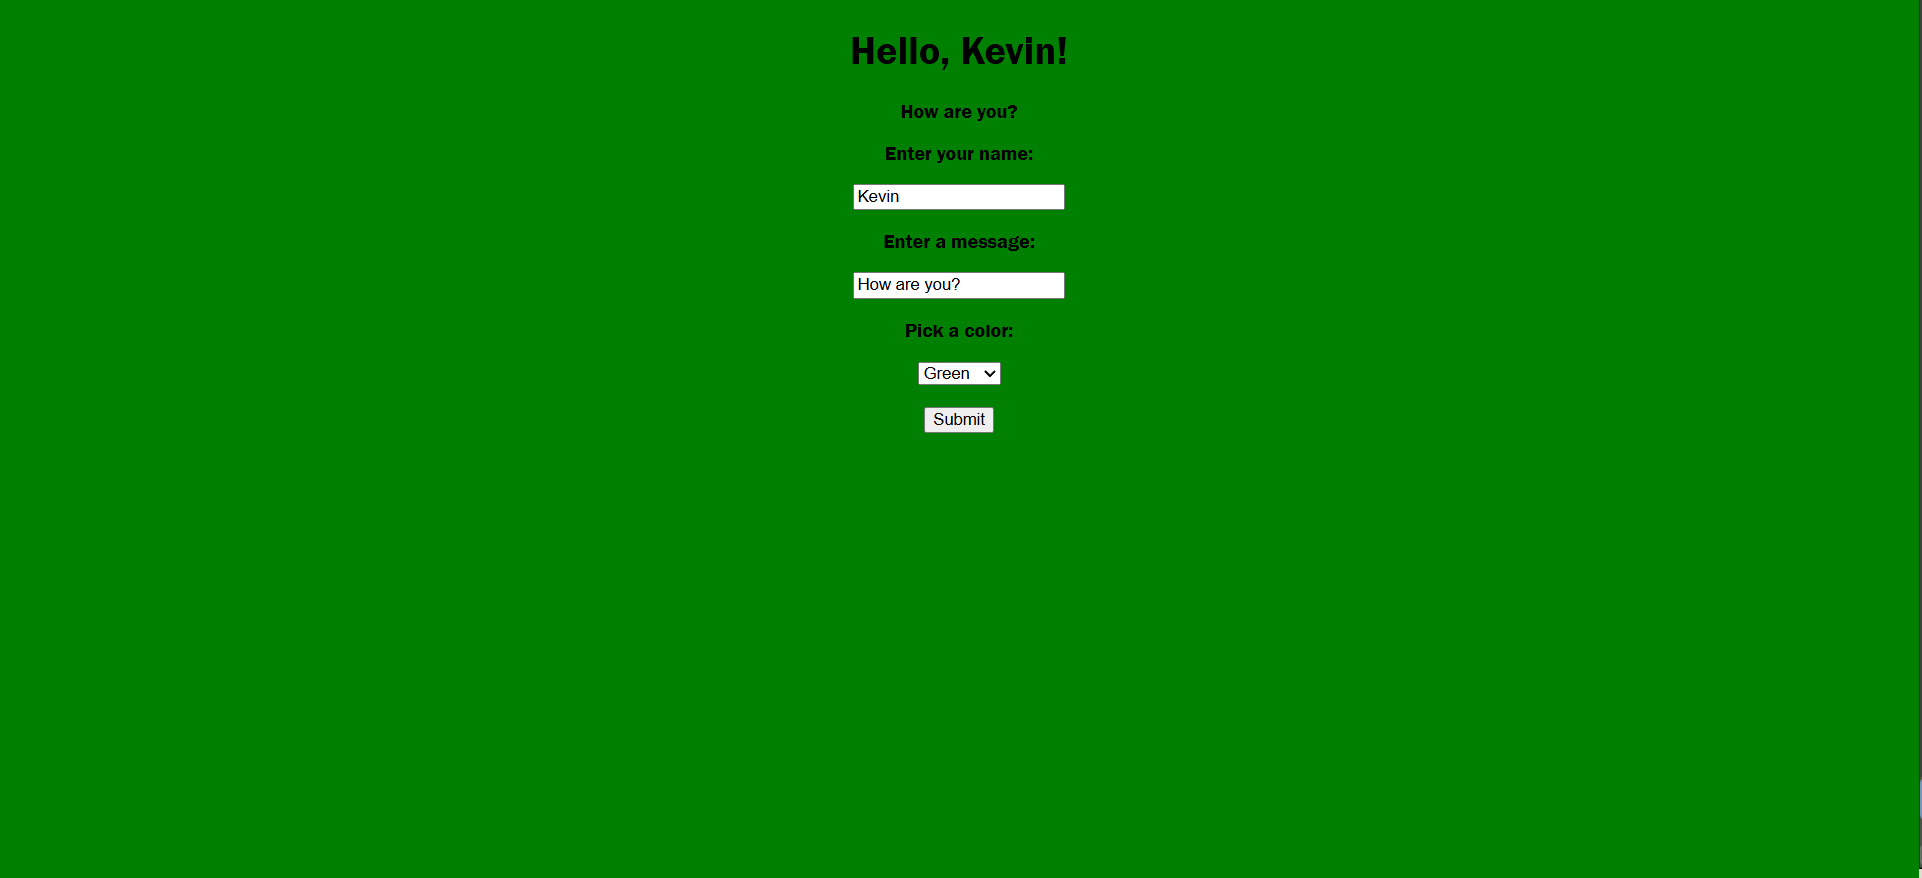 Hello, Kevin!
How are you?
Enter your name:
Kevin
Enter a message:
How are you?
Pick a color:
Green
Submit